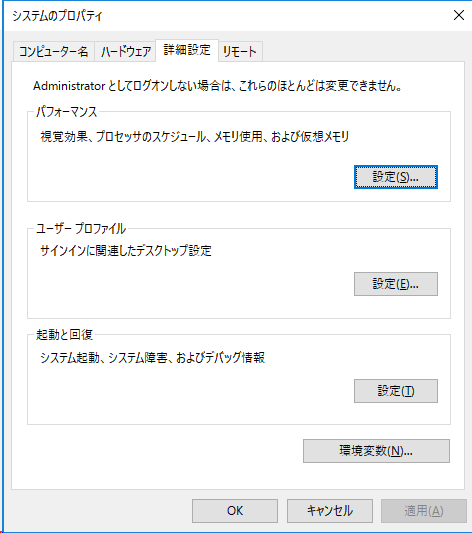 システムのプロパティ
コンピューター名 ハードウェア 詳細設定 リモート
Administrator としてログオンしない場合は、これらのほとんどは変更できません。
パフォーマンス
視覚効果、プロセッサのスケジュール、メモリ使用、および仮想メモリ
設定(S)...
ユーザー プロファイル
サインインに関連したデスクトップ設定
設定(E)...
起動と回復
システム起動、システム障害、およびデバッグ情報
設定(T)
環境変数(N)...
OK キャンセル 適用(A)